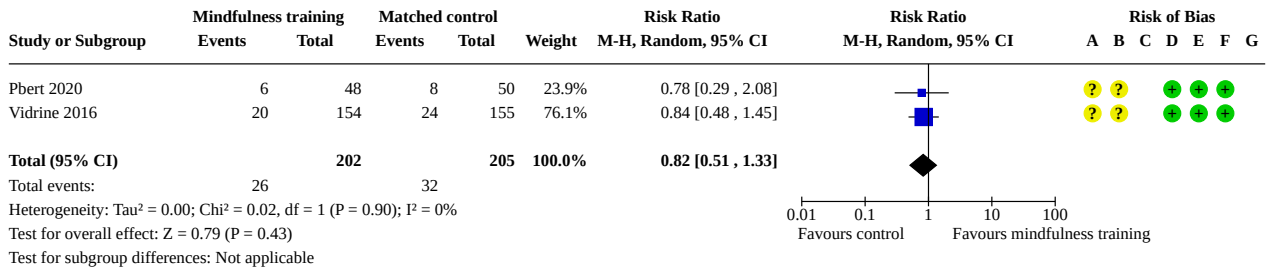 Mindfulness training Matched control Risk Ratio Risk Ratio Risk of Bias
Study or Subgroup Events Total Events Total Weight M-H, Random, 95% CI M-H, Random, 95% CI A B C D E F G
Pbert 2020 6 48 8 50 23.9% 0.78 [0.29 , 2.08] ? ? + + +
Vidrine 2016 20 154 24 155 76.1% 0.84 [0.48 , 1.45] ? ? + + +
Total (95% CI) 202 205 100.0% 0.82 [0.51 , 1.33]
Total events: 26 32
Heterogeneity: Tau² = 0.00; Chi² = 0.02, df = 1 (P = 0.90); I² = 0%
0.01 0.1 1 10 100
Test for overall effect: Z = 0.79 (P = 0.43) Favours control Favours mindfulness training
Test for subgroup differences: Not applicable